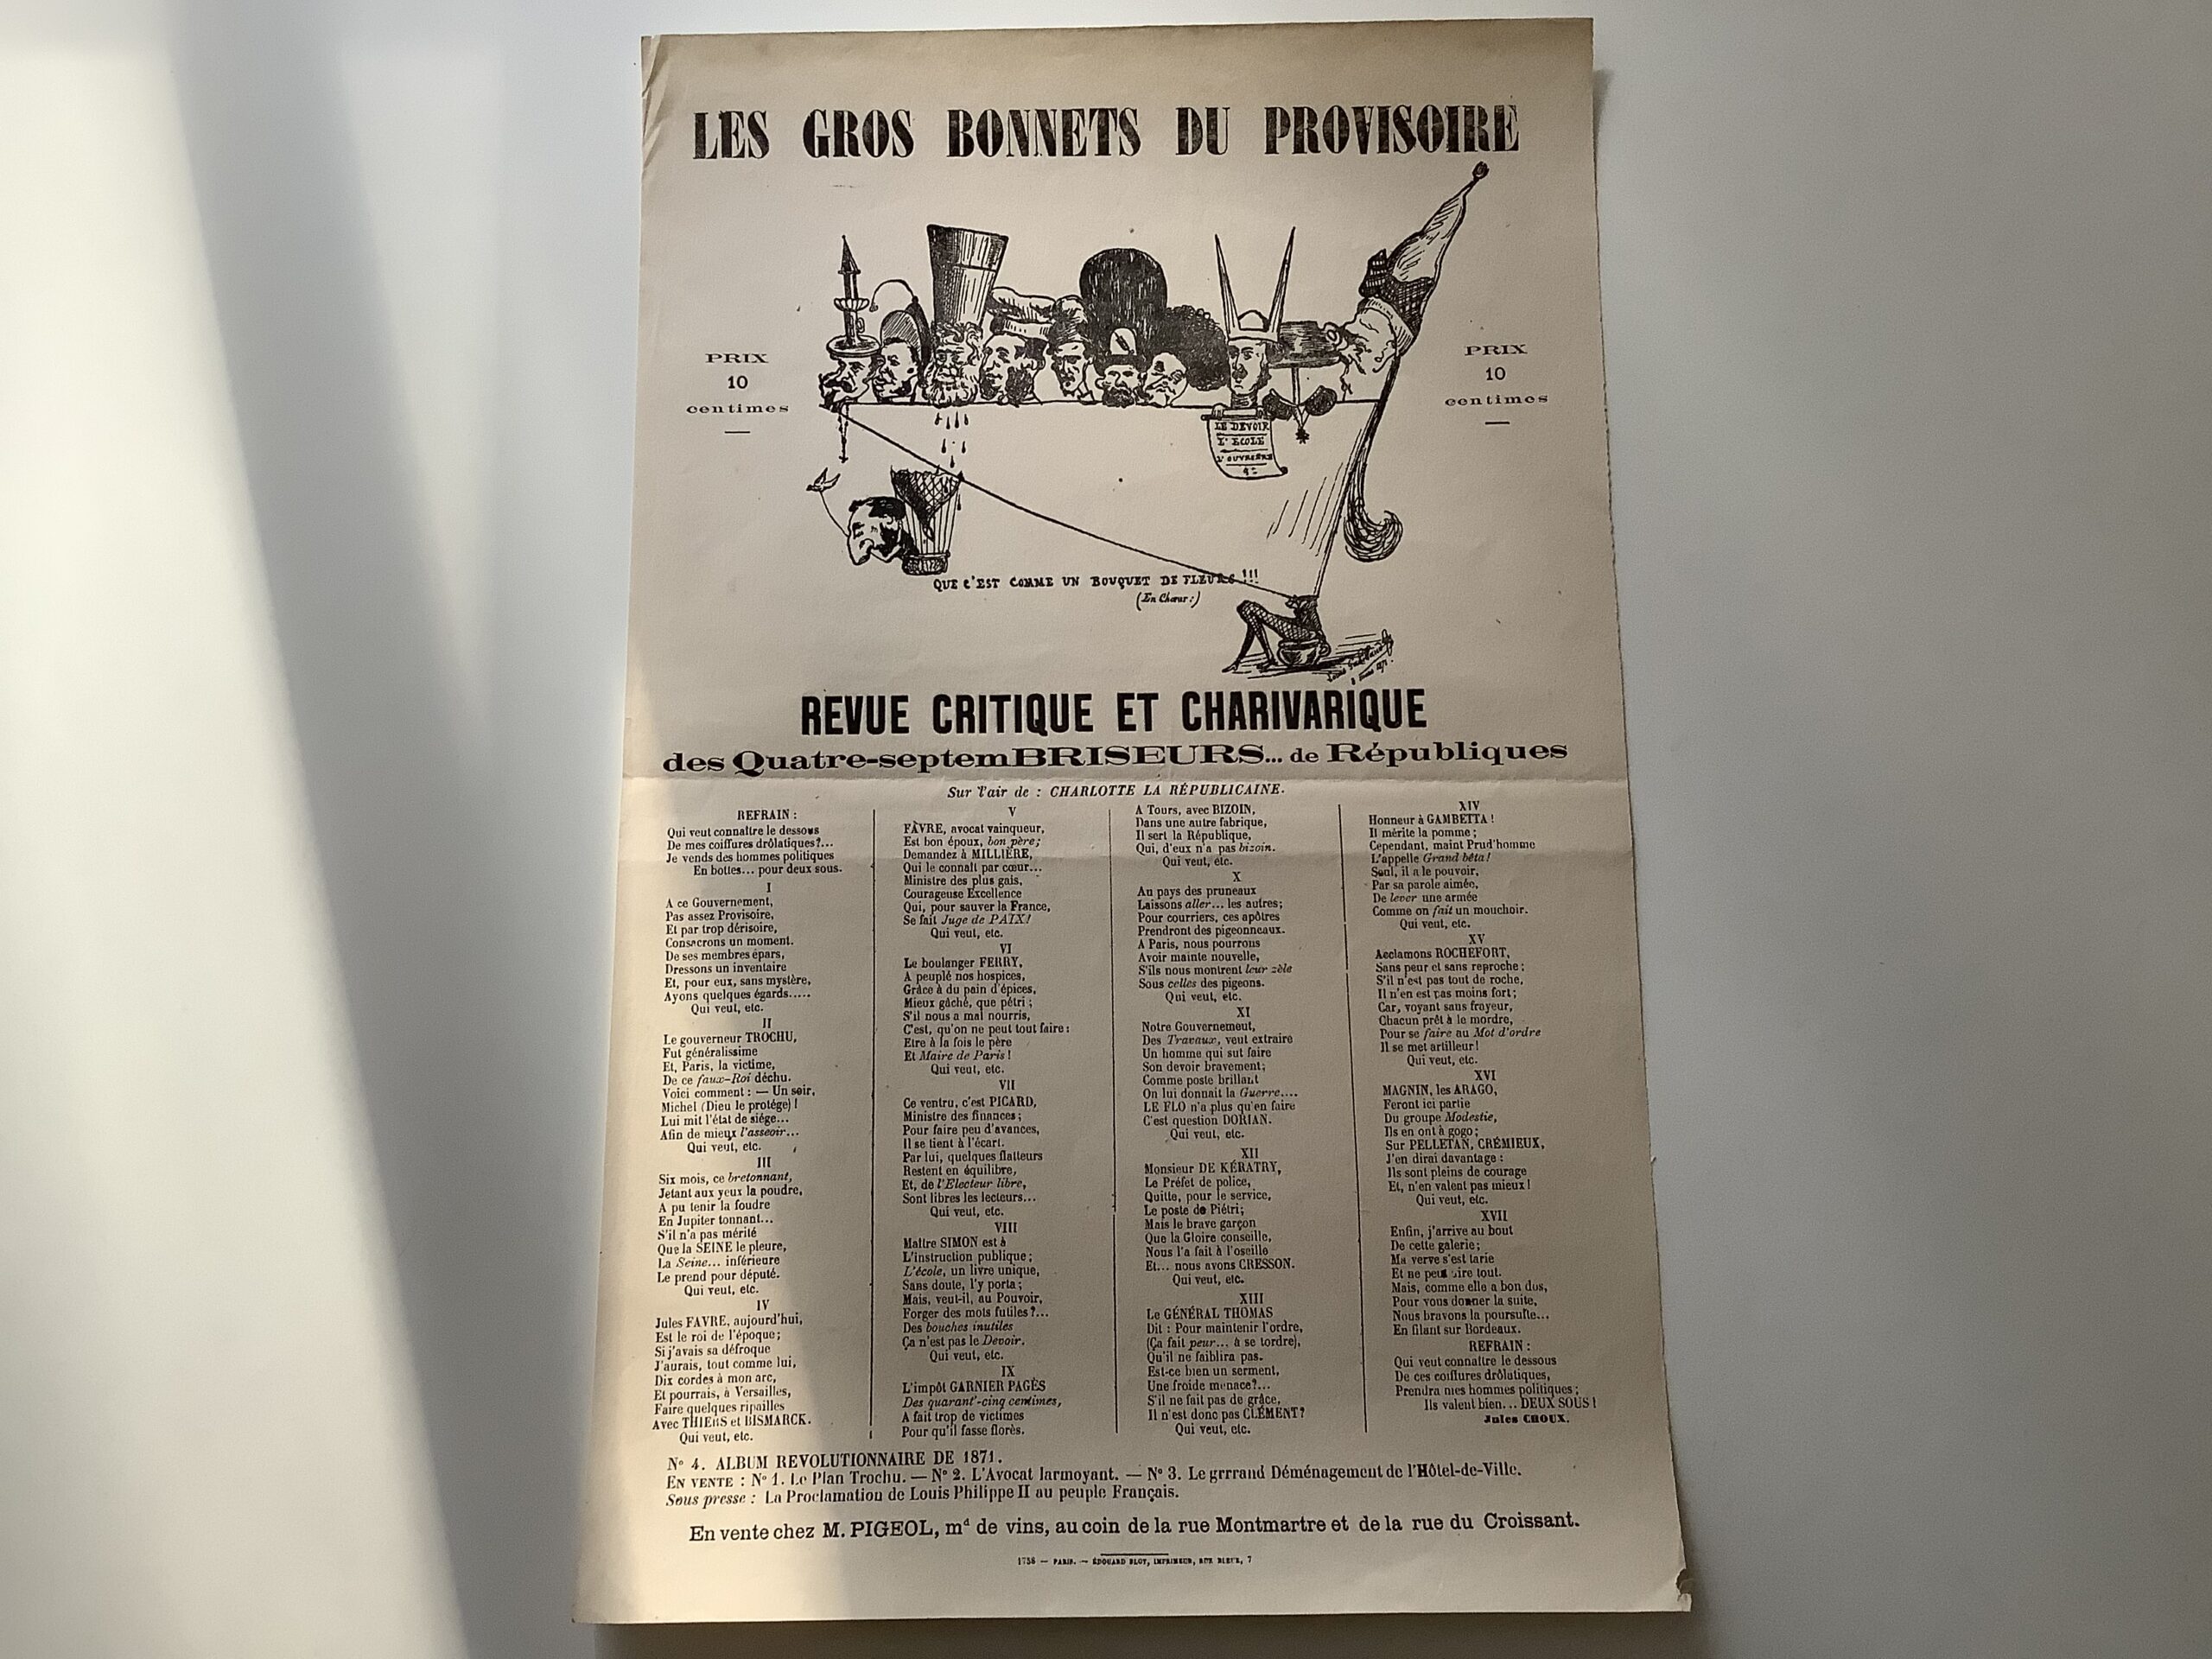 LES GROS BONNETS DU PROVISOIRE
PRIX
10
centimes
PRIX
10
centimes
LE DEVOIR
L'ECOLE
L'OUVRIERE
&c
QUE C'EST COMME UN BOUQUET DE FLEURS !!!
(En Chœur:)
REVUE CRITIQUE ET CHARIVARIQUE
des Quatre-septemBRISEURS... de Républiques
Sur l'air de : CHARLOTTE LA RÉPUBLICAINE.
REFRAIN :
Qui veut connaître le dessous
De mes coiffures drôlatiques?...
Je vends des hommes politiques
En bottes... pour deux sous.
I
A ce Gouvernement,
Pas assez Provisoire,
Et par trop dérisoire,
Consacrons un moment.
De ses membres épars,
Dressons un inventaire
Et, pour eux, sans mystère,
Ayons quelques égards.....
Qui veut, etc.
II
Le gouverneur TROCHU,
Fut généralissime
Et, Paris, la victime,
De ce faux-Roi déchu.
Voici comment : — Un soir,
Michel (Dieu le protége) !
Lui mit l'état de siége...
Afin de mieux l'asseoir...
Qui veut, etc.
III
Six mois, ce bretonnant,
Jetant aux yeux la poudre,
A pu tenir la foudre
En Jupiter tonnant...
S'il n'a pas mérité
Que la SEINE le pleure,
La Seine... inférieure
Le prend pour député.
Qui veut, etc.
IV
Jules FAVRE, aujourd'hui,
Est le roi de l'époque;
Si j'avais sa défroque
J'aurais, tout comme lui,
Dix cordes à mon arc,
Et pourrais, à Versailles,
Faire quelques ripailles
Avec THIERS et BISMARCK.
Qui veut, etc.
V
FAVRE, avocat vainqueur,
Est bon époux, bon père;
Demandez à MILLIÈRE,
Qui le connaît par cœur...
Ministre des plus gais,
Courageuse Excellence
Qui, pour sauver la France,
Se fait Juge de PAIX!
Qui veut, etc.
VI
Le boulanger FERRY,
A peuplé nos hospices,
Grâce à du pain d'épices,
Mieux gâché, que pétri ;
S'il nous a mal nourris,
C'est, qu'on ne peut tout faire :
Etre à la fois le père
Et Maire de Paris !
Qui veut, etc.
VII
Ce ventru, c'est PICARD,
Ministre des finances ;
Pour faire peu d'avances,
Il se tient à l'écart.
Par lui, quelques flatteurs
Restent en équilibre,
Et, de l'Electeur libre,
Sont libres les lecteurs...
Qui veut, etc.
VIII
Maître SIMON est à
L'instruction publique ;
L'école, un livre unique,
Sans doute, l'y porta ;
Mais, veut-il, au Pouvoir,
Forger des mots futiles?...
Des bouches inutiles
Ça n'est pas le Devoir.
Qui veut, etc.
IX
L'impôt GARNIER PAGÈS
Des quarant'-cinq centimes,
A fait trop de victimes
Pour qu'il fasse florès.
A Tours, avec BIZOIN,
Dans une autre fabrique,
Il sert la République,
Qui, d'eux n'a pas bizoin.
Qui veut, etc.
X
Au pays des pruneaux
Laissons aller... les autres;
Pour courriers, ces apôtres
Prendront des pigeonneaux.
A Paris, nous pourrons
Avoir mainte nouvelle,
S'ils nous montrent leur zèle
Sous celles des pigeons.
Qui veut, etc.
XI
Notre Gouvernement,
Des Travaux, veut extraire
Un homme qui sut faire
Son devoir bravement;
Comme poste brillant
On lui donnait la Guerre....
LE FLO n'a plus qu'en faire
C'est question DORIAN.
Qui veut, etc.
XII
Monsieur DE KÉRATRY,
Le Préfet de police,
Quitte, pour le service,
Le poste de Piétri;
Mais le brave garçon
Que la Gloire conseille,
Nous l'a fait à l'oseille
Et... nous avons CRESSON.
Qui veut, etc.
XIII
Le GÉNÉRAL THOMAS
Dit : Pour maintenir l'ordre,
(Ça fait peur... à se tordre),
Qu'il ne faiblira pas.
Est-ce bien un serment,
Une froide menace?...
S'il ne fait pas de grâce,
Il n'est donc pas CLÉMENT?
Qui veut, etc.
XIV
Honneur à GAMBETTA !
Il mérite la pomme ;
Cependant, maint Prud'homme
L'appelle Grand bêta!
Seul, il a le pouvoir,
Par sa parole aimée,
De lever une armée
Comme on fait un mouchoir.
Qui veut, etc.
XV
Acclamons ROCHEFORT,
Sans peur et sans reproche ;
S'il n'est pas tout de roche,
Il n'en est pas moins fort ;
Car, voyant sans frayeur,
Chacun prêt à le mordre,
Pour se faire au Mot d'ordre
Il se met artilleur !
Qui veut, etc.
XVI
MAGNIN, les ARAGO,
Feront ici partie
Du groupe Modestie,
Ils en ont à gogo ;
Sur PELLETAN, CRÉMIEUX,
J'en dirai davantage :
Ils sont pleins de courage
Et, n'en valent pas mieux !
Qui veut, etc.
XVII
Enfin, j'arrive au bout
De cette galerie ;
Ma verve s'est tarie
Et ne peut dire tout.
Mais, comme elle a bon dos,
Pour vous donner la suite,
Nous bravons la poursuite...
En filant sur Bordeaux.
REFRAIN :
Qui veut connaître le dessous
De ces coiffures drôlatiques,
Prendra mes hommes politiques ;
Ils valent bien... DEUX SOUS !
Jules CHOUX.
N° 4. ALBUM REVOLUTIONNAIRE DE 1871.
EN VENTE : N° 1. Le Plan Trochu. — N° 2. L'Avocat larmoyant. — N° 3. Le grrrand Déménagement de l'Hôtel-de-Ville.
Sous presse : La Proclamation de Louis Philippe II au peuple Français.
En vente chez M. PIGEOL, md de vins, au coin de la rue Montmartre et de la rue du Croissant.
1758 — PARIS. — ÉDOUARD BLOT, IMPRIMEUR, RUE BLEUE, 7